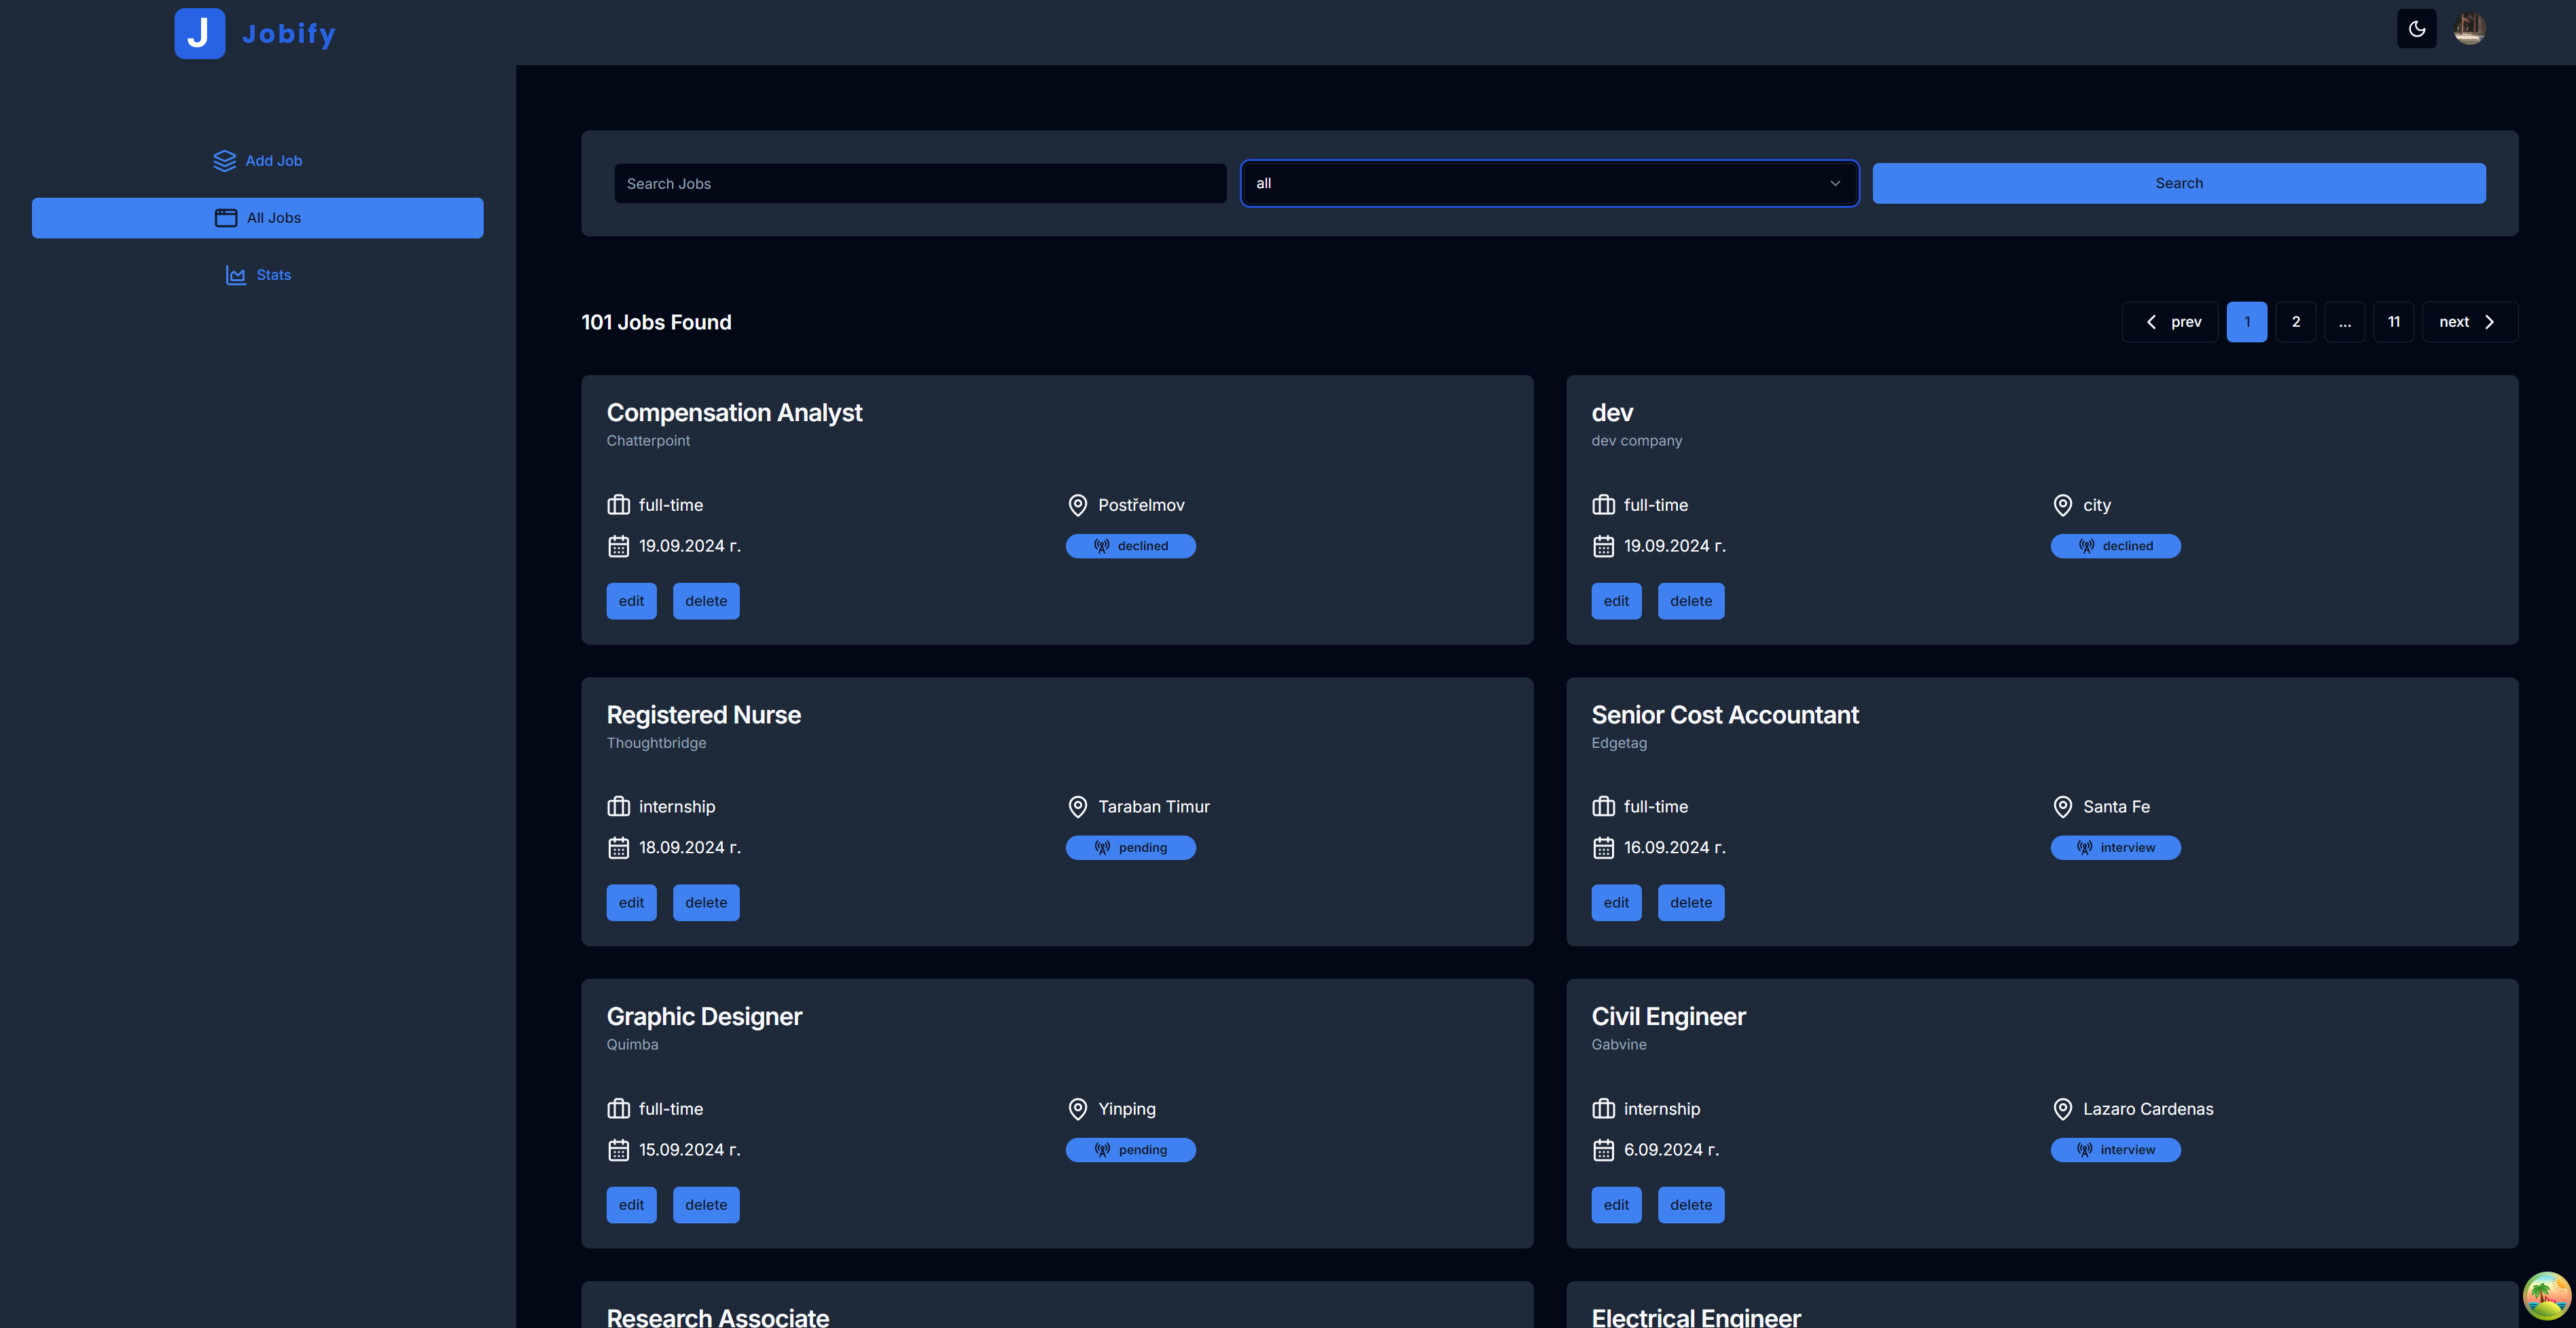 J Jobify
Add Job
All Jobs
Stats
Search Jobs
all
Search
101 Jobs Found
prev 1 2 ... 11 next
Compensation Analyst
Chatterpoint
full-time
Postřelmov
19.09.2024 г.
declined
edit delete
dev
dev company
full-time
city
19.09.2024 г.
declined
edit delete
Registered Nurse
Thoughtbridge
internship
Taraban Timur
18.09.2024 г.
pending
edit delete
Senior Cost Accountant
Edgetag
full-time
Santa Fe
16.09.2024 г.
interview
edit delete
Graphic Designer
Quimba
full-time
Yinping
15.09.2024 г.
pending
edit delete
Civil Engineer
Gabvine
internship
Lazaro Cardenas
6.09.2024 г.
interview
edit delete
Research Associate
Electrical Engineer